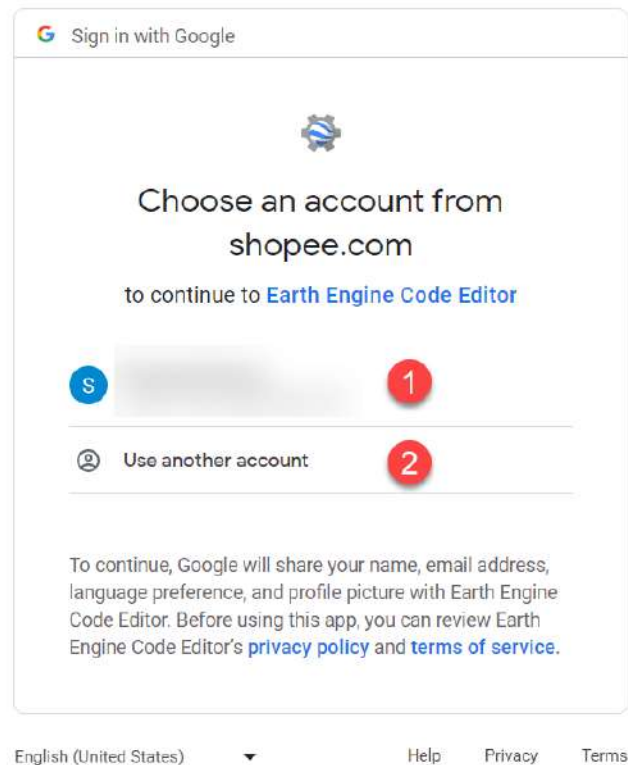 Sign in with Google
Choose an account from
shopee.com
to continue to Earth Engine Code Editor
S
1
Use another account
2
To continue, Google will share your name, email address,
language preference, and profile picture with Earth Engine
Code Editor. Before using this app, you can review Earth
Engine Code Editor's privacy policy and terms of service.
English (United States) Help Privacy Terms